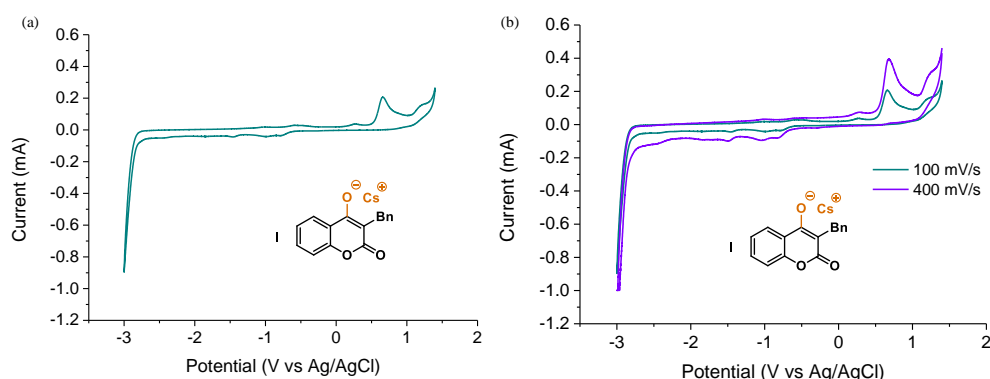 (a)
0.6
0.4
0.2
0.0
-0.2
-0.4
-0.6
-0.8
-1.0
-1.2
Current (mA)
-3
-2
-1
0
1
2
Potential (V vs Ag/AgCl)
O ⊖ Cs ⊕
Bn
I
O
O
(b)
0.6
0.4
0.2
0.0
-0.2
-0.4
-0.6
-0.8
-1.0
-1.2
Current (mA)
-3
-2
-1
0
1
2
Potential (V vs Ag/AgCl)
100 mV/s
400 mV/s
O ⊖ Cs ⊕
Bn
I
O
O